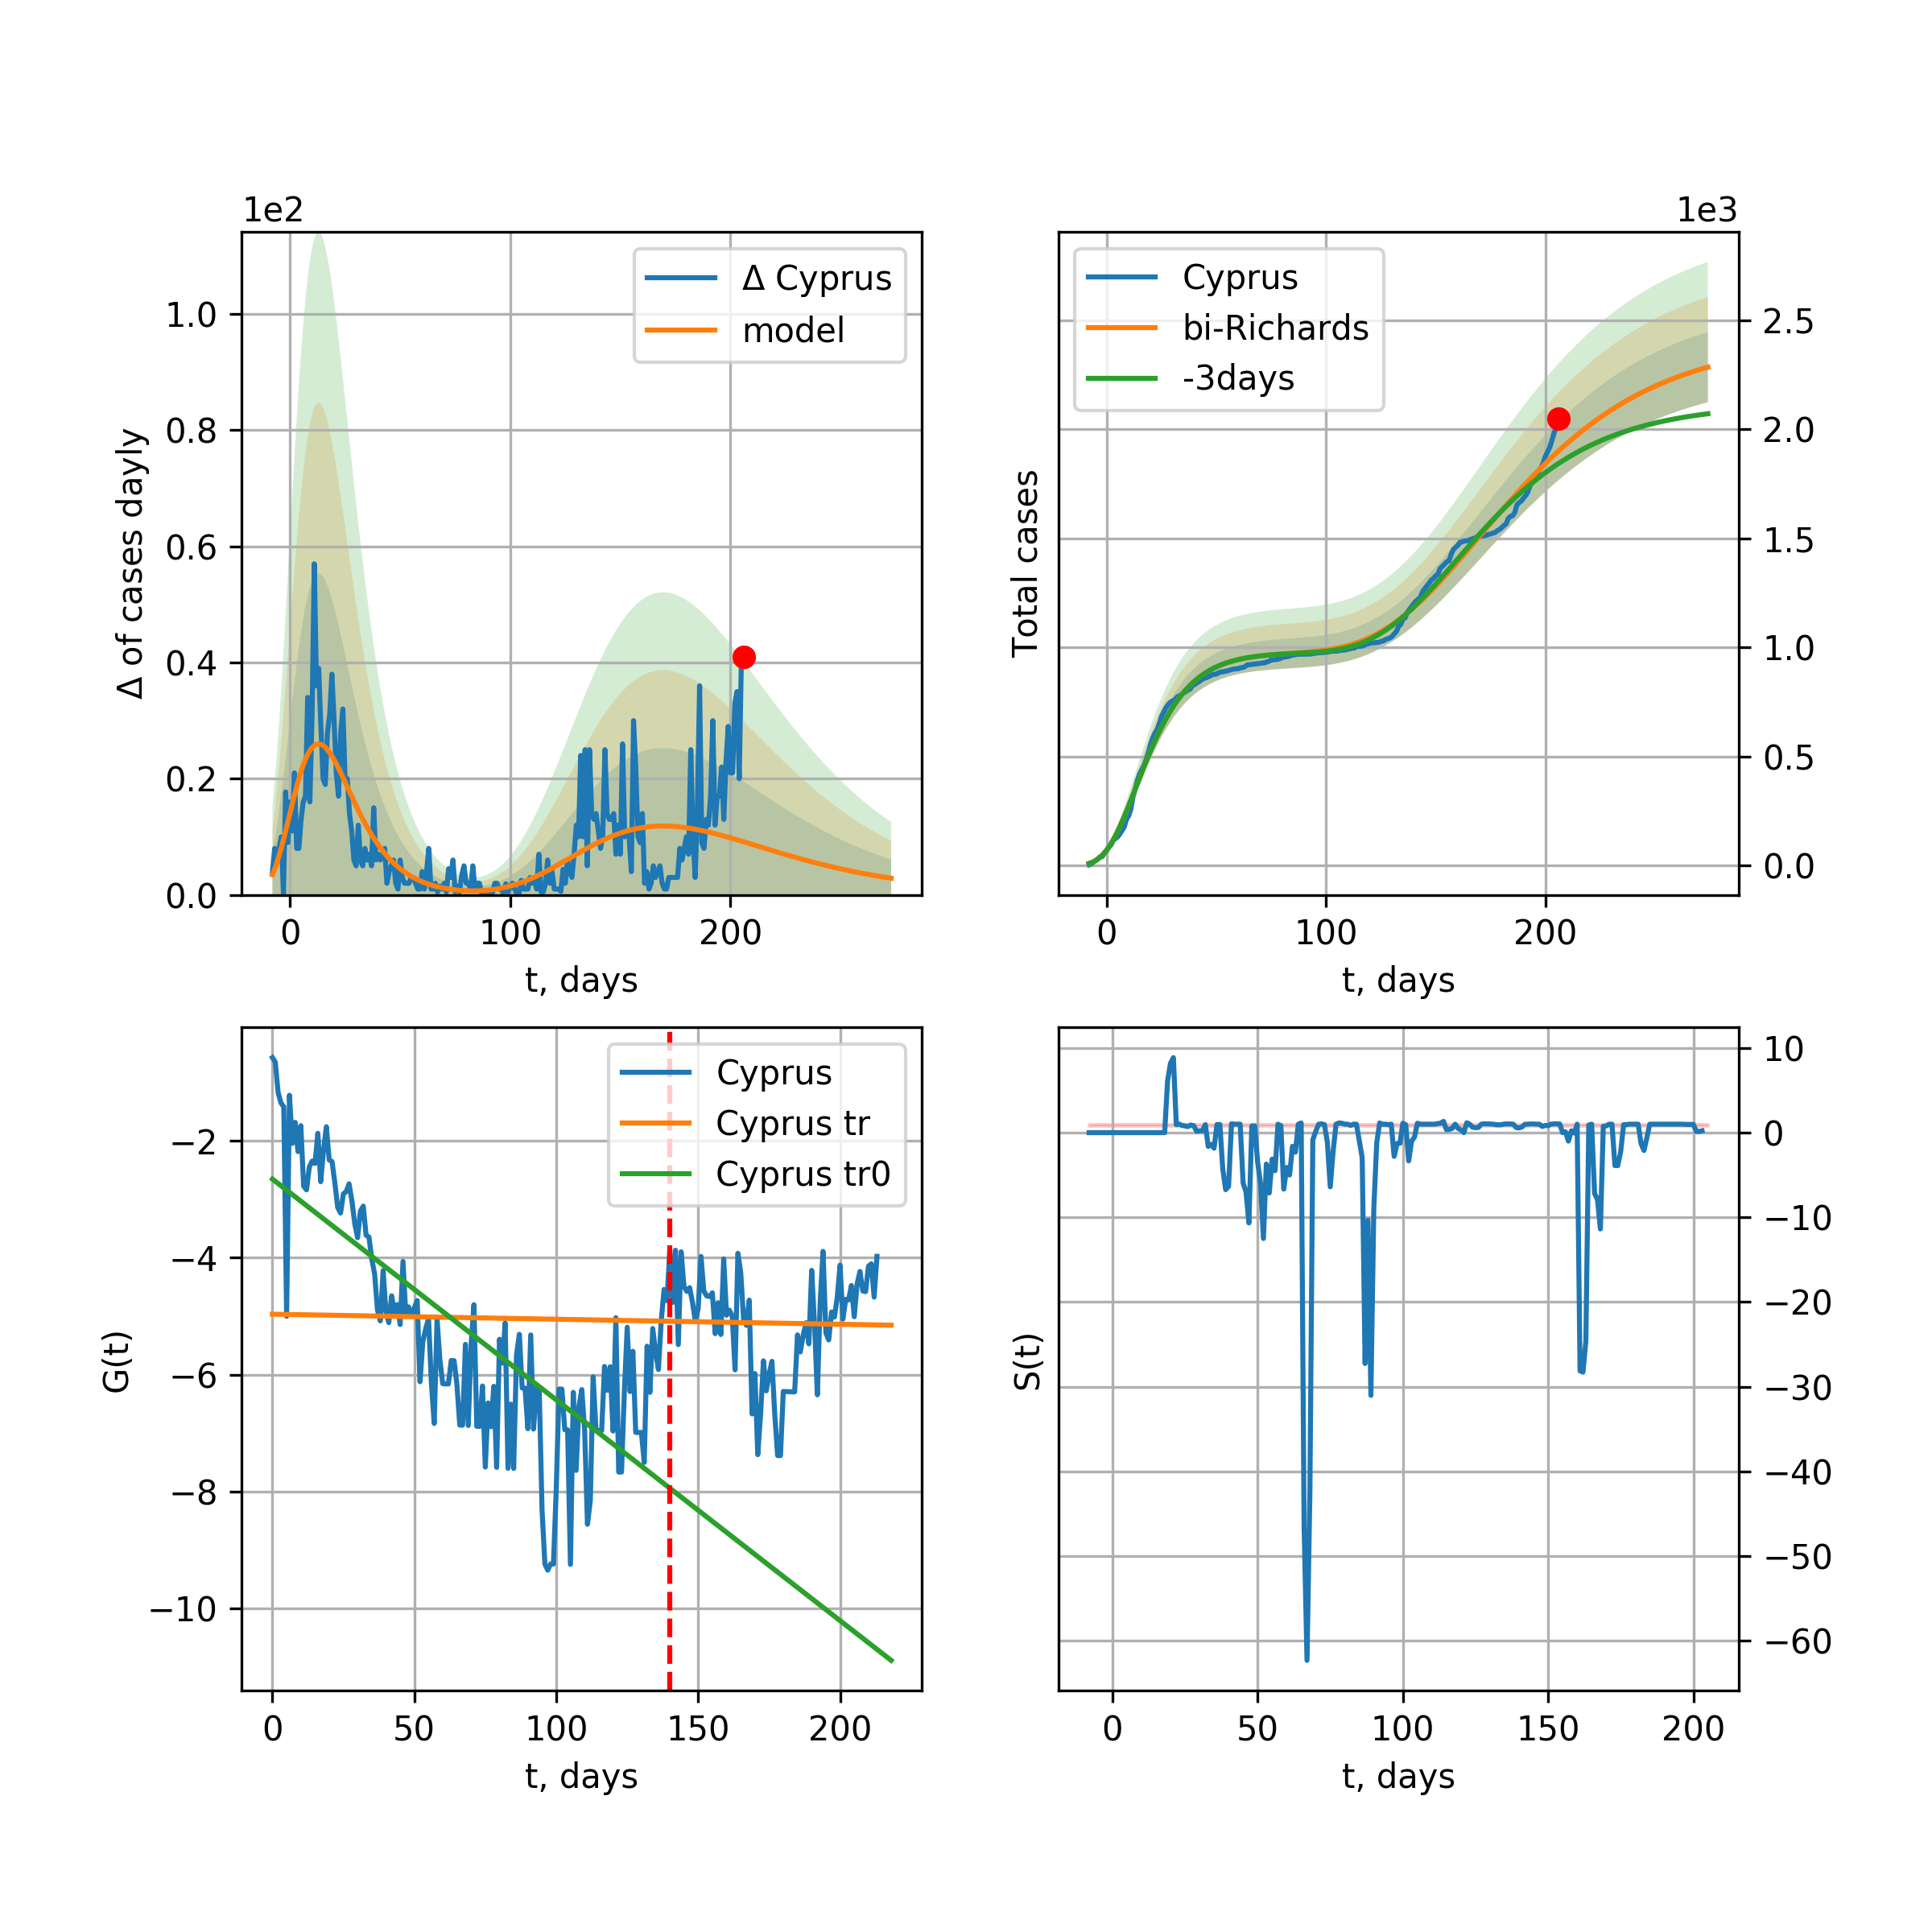 1e2
Δ of cases dayly
1.0
0.8
0.6
0.4
0.2
0.0
Δ Cyprus
model
0
100
200
t, days
1e3
Total cases
Cyprus
bi-Richards
-3days
2.5
2.0
1.5
1.0
0.5
0.0
0
100
200
t, days
G(t)
−2
−4
−6
−8
−10
Cyprus
Cyprus tr
Cyprus tr0
0
50
100
150
200
t, days
S(t)
10
0
−10
−20
−30
−40
−50
−60
0
50
100
150
200
t, days